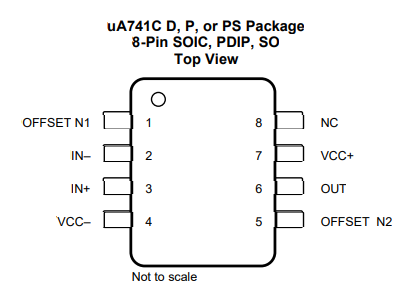 uA741C D, P, or PS Package
8-Pin SOIC, PDIP, SO
Top View
OFFSET N1 1 8 NC
IN– 2 7 VCC+
IN+ 3 6 OUT
VCC– 4 5 OFFSET N2
Not to scale